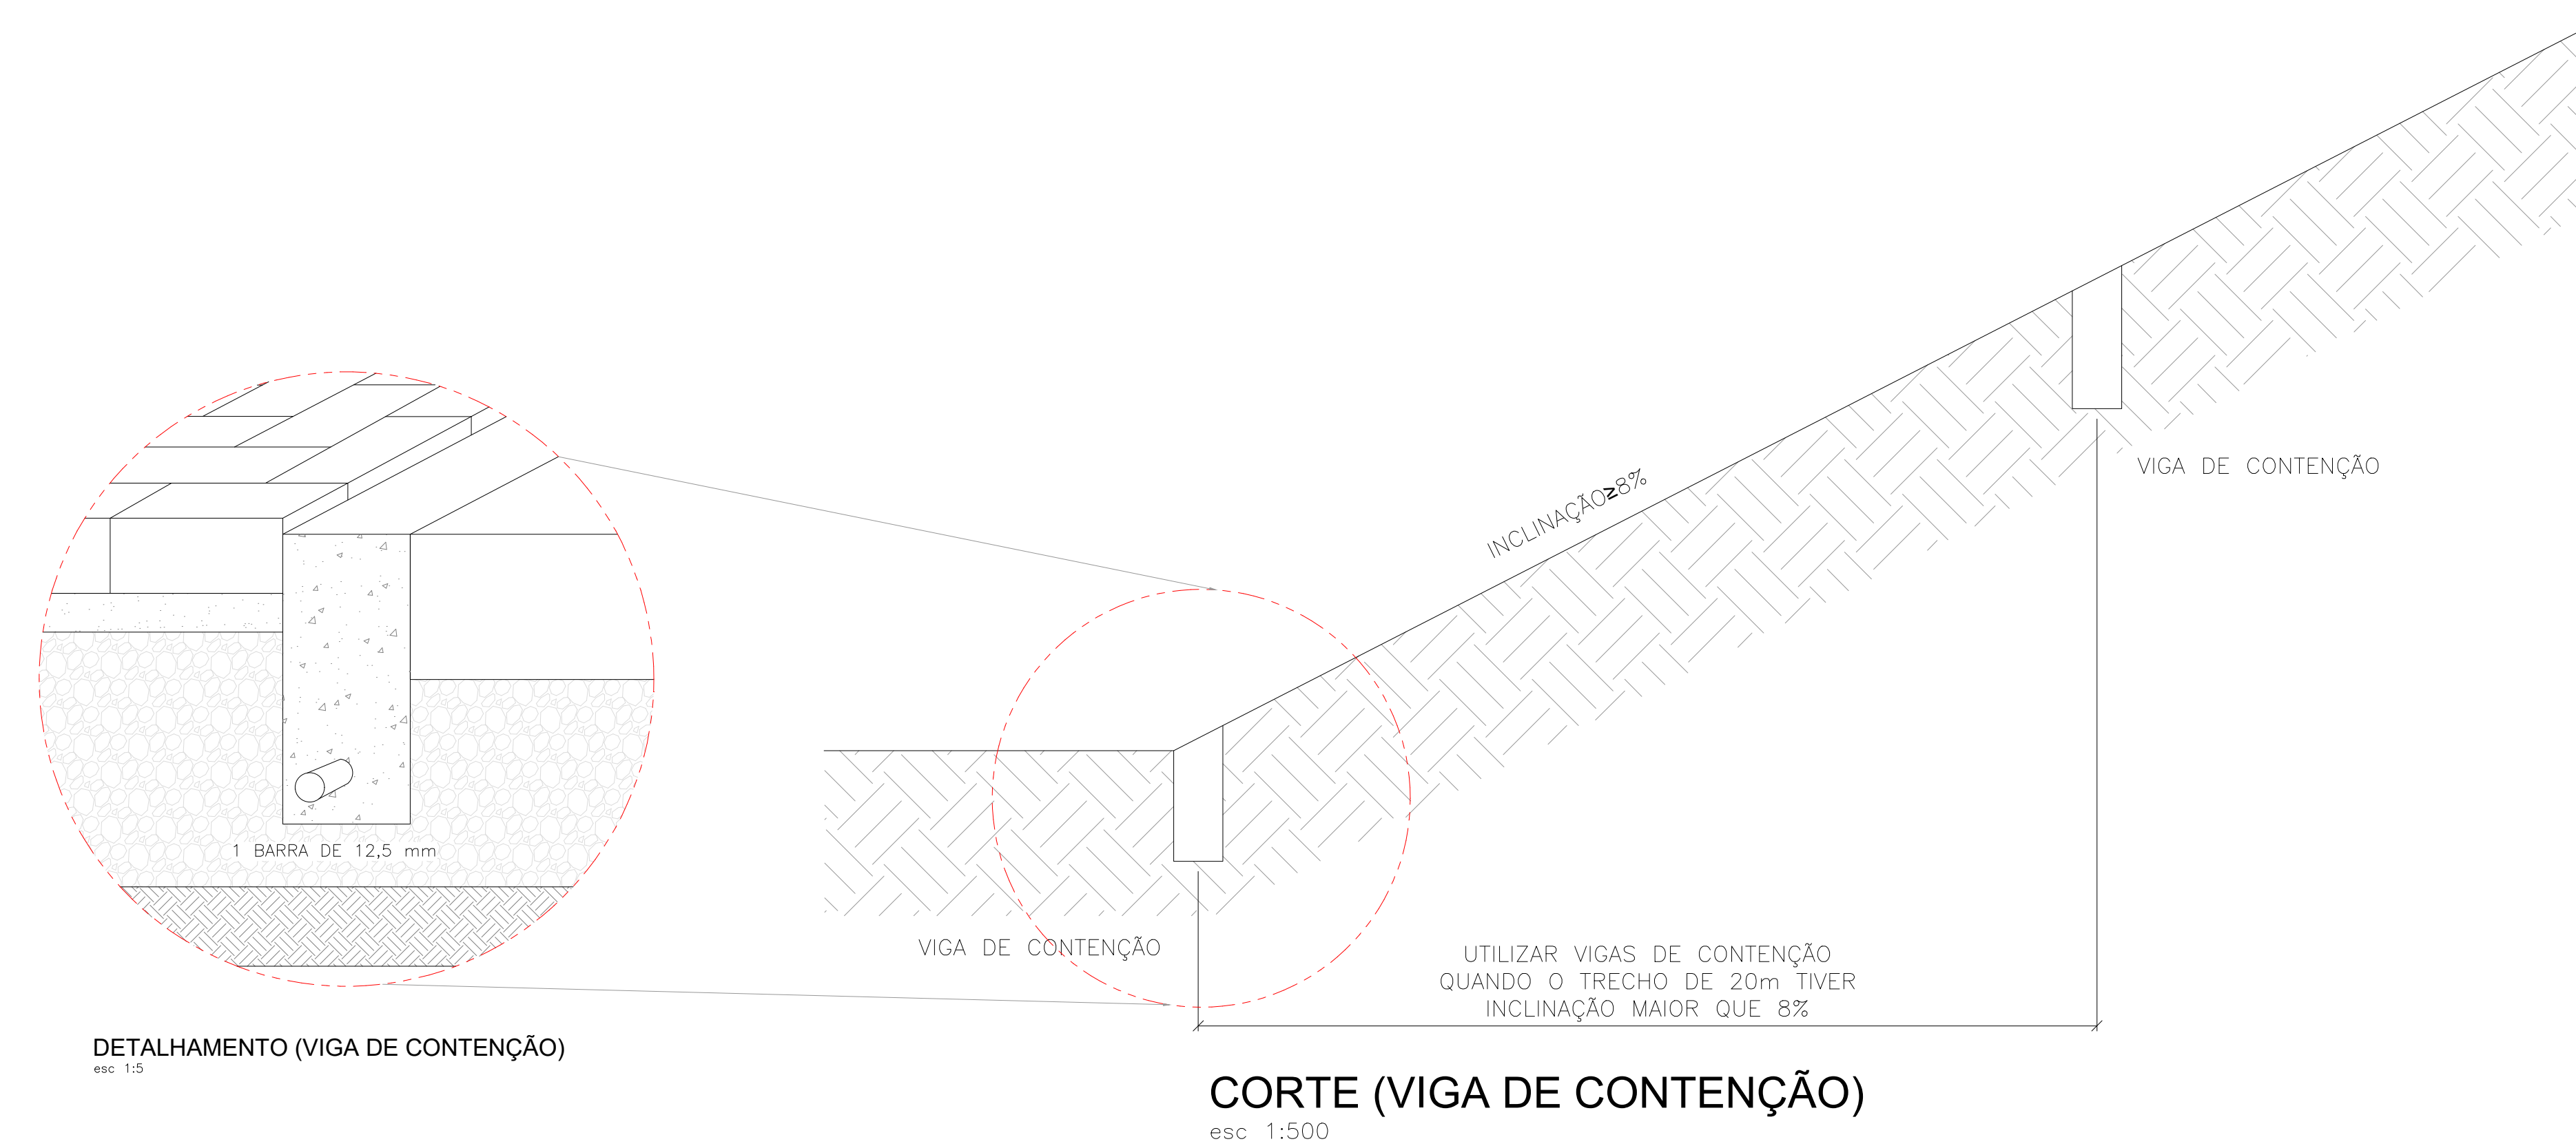 INCLINAÇÃO≥8%
VIGA DE CONTENÇÃO
1 BARRA DE 12,5 mm
VIGA DE CONTENÇÃO
UTILIZAR VIGAS DE CONTENÇÃO
QUANDO O TRECHO DE 20m TIVER
INCLINAÇÃO MAIOR QUE 8%
DETALHAMENTO (VIGA DE CONTENÇÃO)
esc 1:5
CORTE (VIGA DE CONTENÇÃO)
esc 1:500